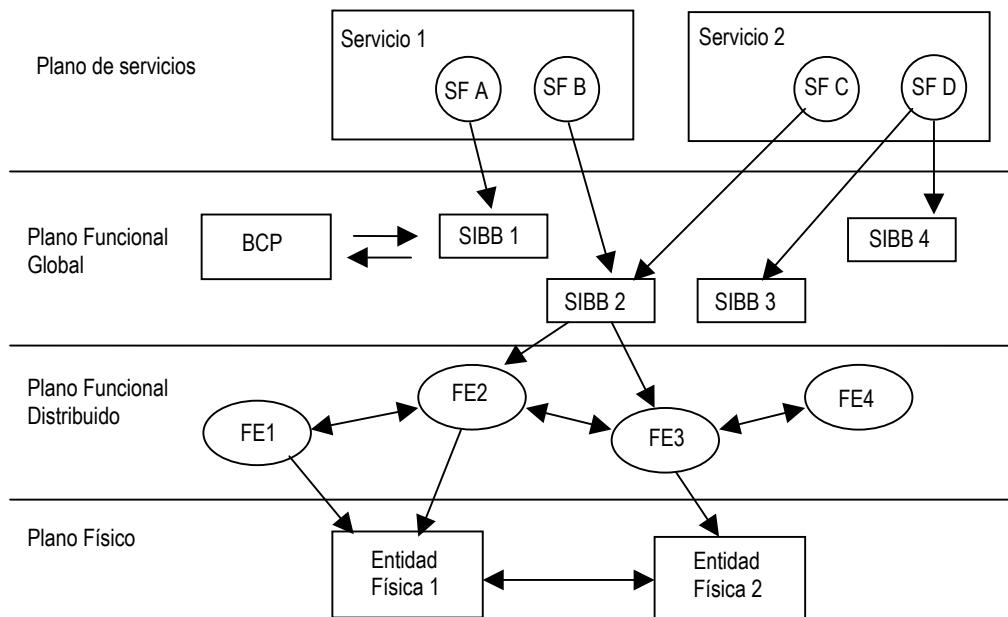 Plano de servicios
Servicio 1
SF A
SF B
Servicio 2
SF C
SF D
Plano Funcional
Global
BCP
SIBB 1
SIBB 2
SIBB 3
SIBB 4
Plano Funcional
Distribuido
FE1
FE2
FE3
FE4
Plano Físico
Entidad
Física 1
Entidad
Física 2